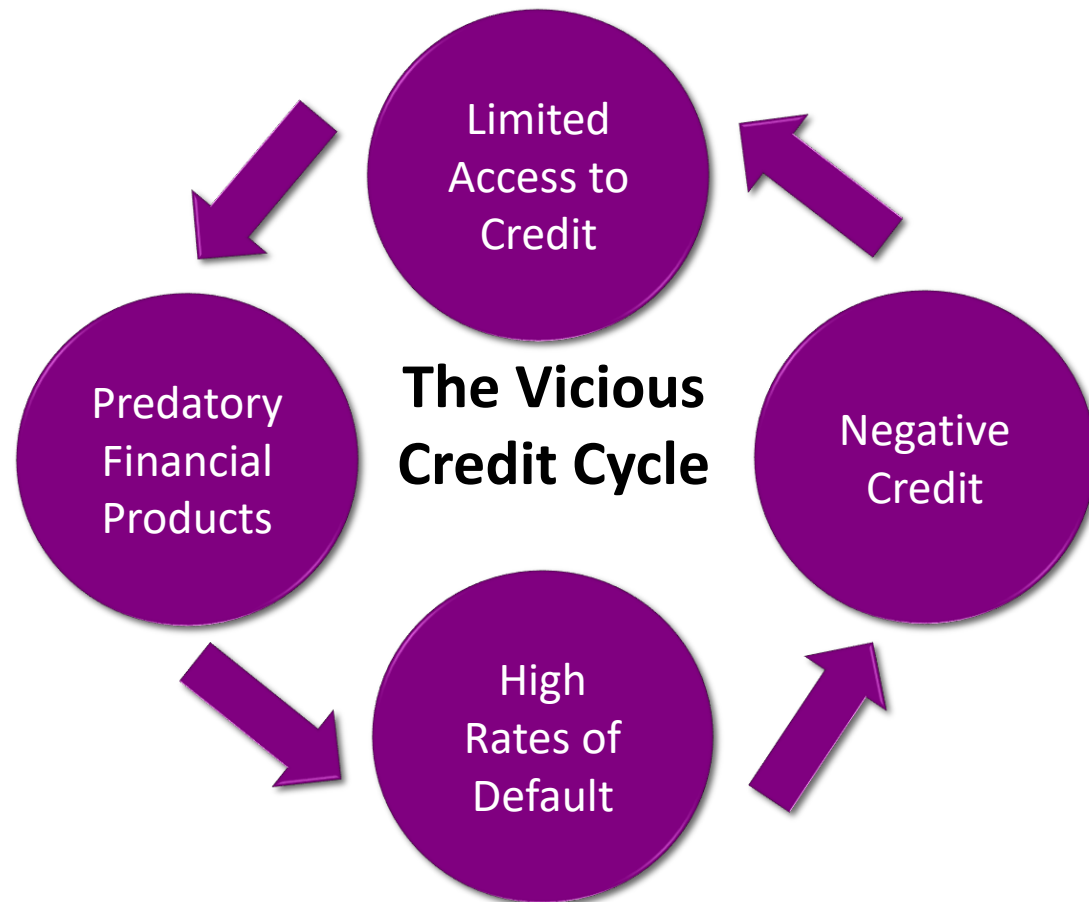 Limited
Access to
Credit
Predatory
Financial
Products
The Vicious
Credit Cycle
Negative
Credit
High
Rates of
Default